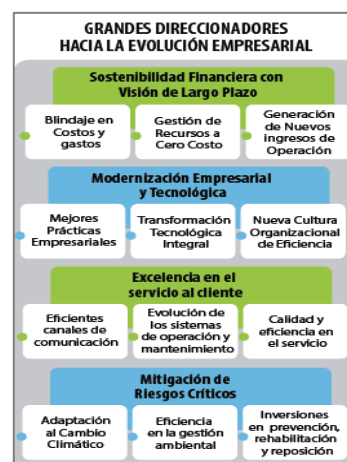 GRANDES DIRECCIONADORES
HACIA LA EVOLUCIÓN EMPRESARIAL
Sostenibilidad Financiera con
Visión de Largo Plazo
Blindaje en
Costos y
gastos
Gestión de
Recursos a
Cero Costo
Generación
de Nuevos
ingresos de
Operación
Modernización Empresarial
y Tecnológica
Mejores
Prácticas
Empresariales
Transformación
Tecnológica
Integral
Nueva Cultura
Organizacional
de Eficiencia
Excelencia en el
servicio al cliente
Eficientes
canales de
comunicación
Evolución de
los sistemas
de operación y
mantenimiento
Calidad y
eficiencia en
el servicio
Mitigación de
Riesgos Críticos
Adaptación
al Cambio
Climático
Eficiencia
en la gestión
ambiental
Inversiones
en prevención,
rehabilitación
y reposición